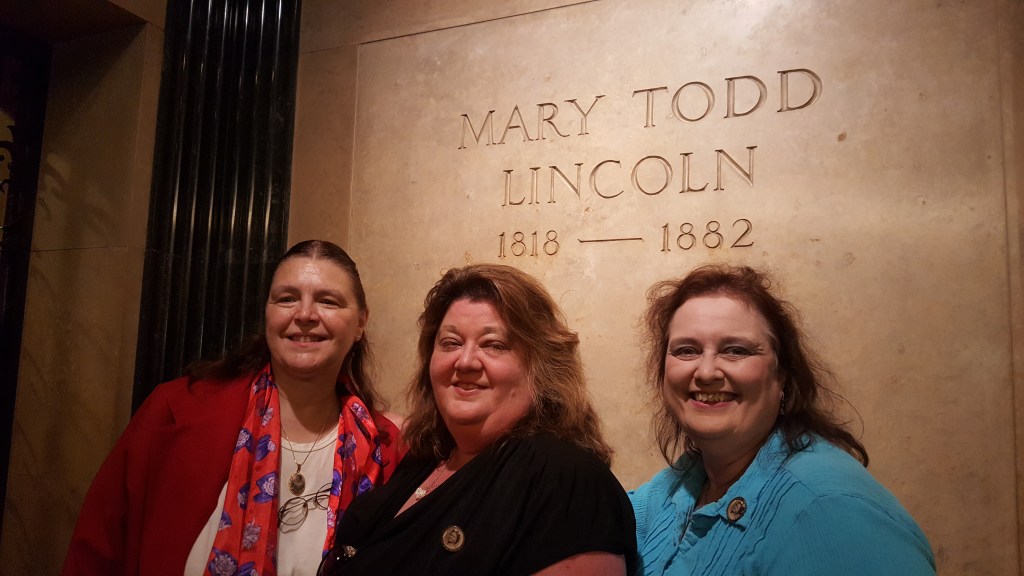 MARY TODD
LINCOLN
1818 — 1882